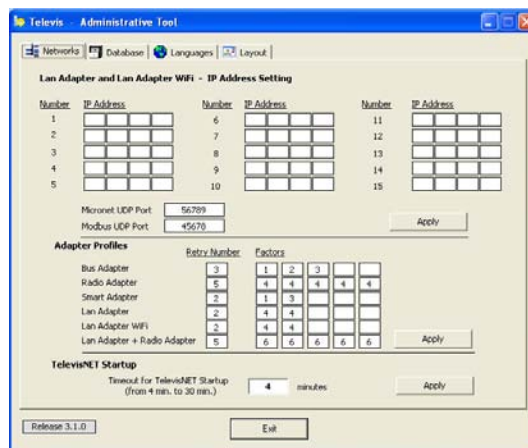 Televis - Administrative Tool
Networks Database Languages Layout
Lan Adapter and Lan Adapter WiFi - IP Address Setting
Number IP Address Number IP Address Number IP Address
1 6 11
2 7 12
3 8 13
4 9 14
5 10 15
Micronet UDP Port 56789
Modbus UDP Port 45678
Apply
Adapter Profiles
Retry Number Factors
Bus Adapter 3 1 2 3
Radio Adapter 5 4 4 4 4 4
Smart Adapter 2 1 3
Lan Adapter 2 4 4
Lan Adapter WiFi 2 4 4
Lan Adapter + Radio Adapter 5 6 6 6 6 6
Apply
TelevisNET Startup
Timeout for TelevisNET Startup 4 minutes
(from 4 min. to 30 min.)
Apply
Release 3.1.0 Exit